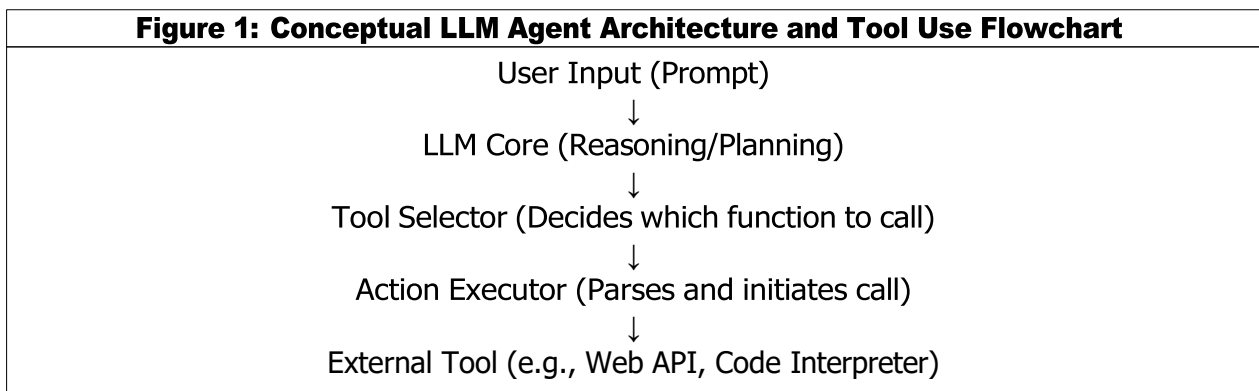 Figure 1: Conceptual LLM Agent Architecture and Tool Use Flowchart
User Input (Prompt)
↓
LLM Core (Reasoning/Planning)
↓
Tool Selector (Decides which function to call)
↓
Action Executor (Parses and initiates call)
↓
External Tool (e.g., Web API, Code Interpreter)